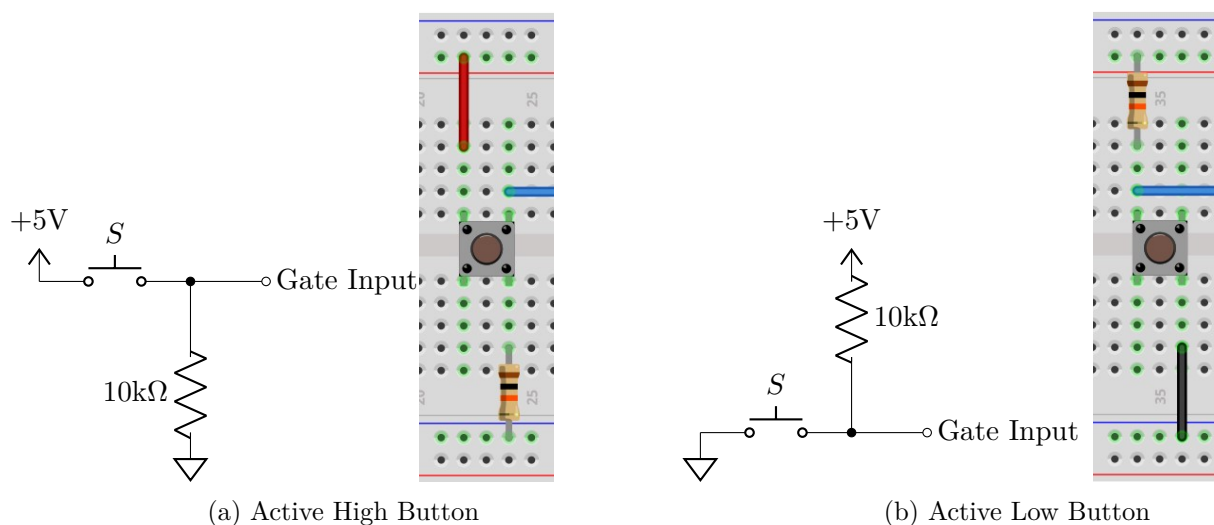 +5V
S
Gate Input
10kΩ
20
25
20
25
(a) Active High Button
+5V
10kΩ
S
Gate Input
35
35
(b) Active Low Button